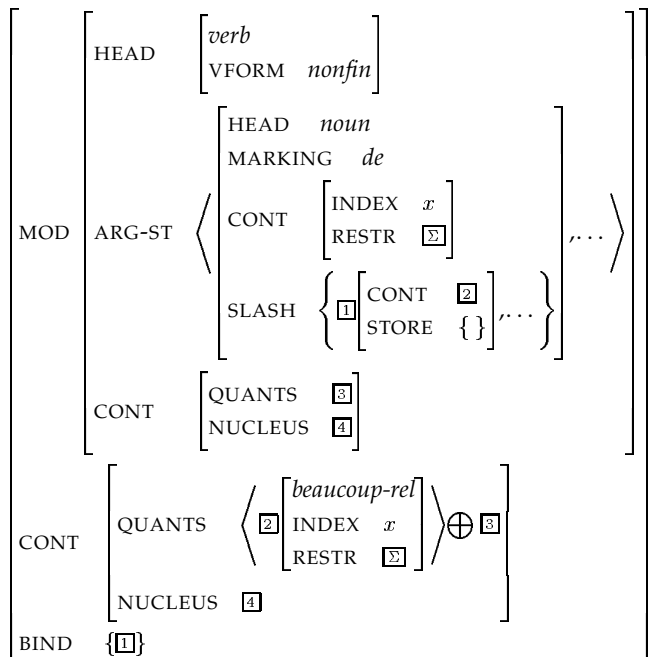 HEAD verb
VFORM nonfin
HEAD noun
MARKING de
MOD ARG-ST ⟨ CONT INDEX x ,... ⟩
RESTR Σ
SLASH { 1 CONT 2 ,... }
STORE { }
CONT QUANTS 3
NUCLEUS 4
CONT QUANTS ⟨ 2 beaucoup-rel ⟩ ⊕ 3
INDEX x
RESTR Σ
NUCLEUS 4
BIND {1}